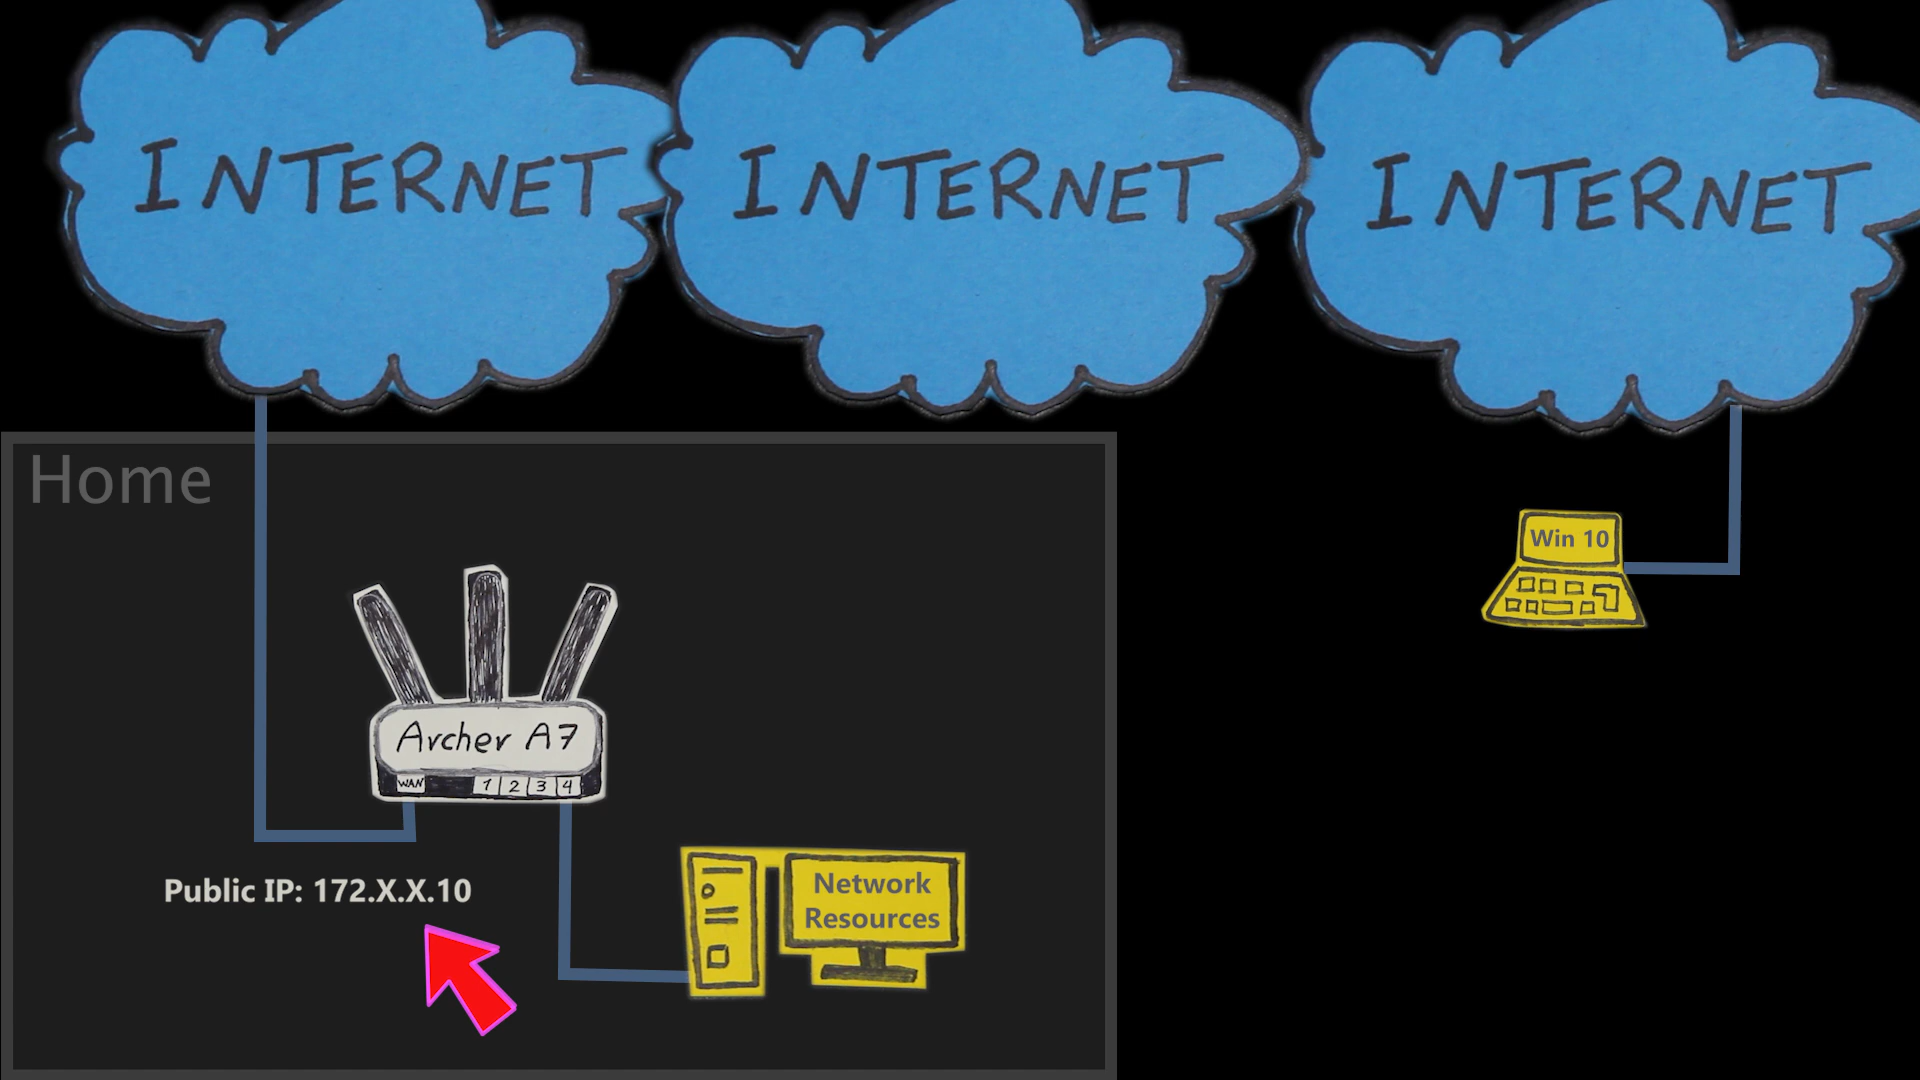 INTERNET
INTERNET
INTERNET
Home
Win 10
Archer A7
WAN
1 2 3 4
Public IP: 172.X.X.10
Network
Resources